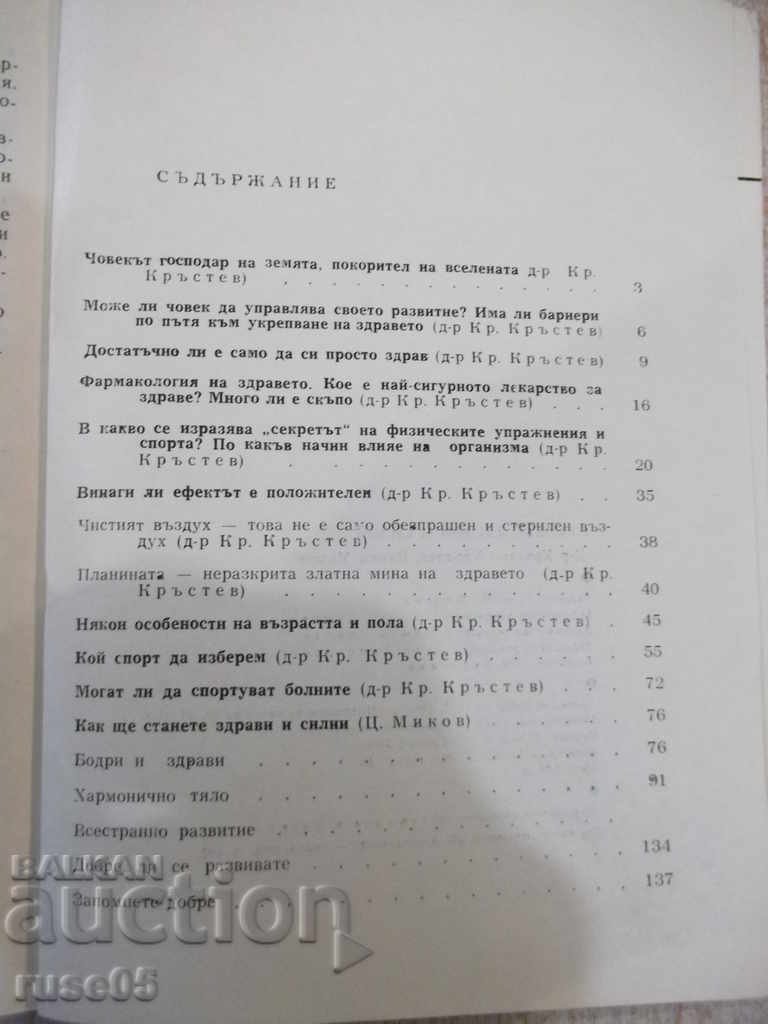 р-
я.
о-
в-
о-
и
е
и
о
СЪДЪРЖАНИЕ
Човекът господар на земята, покорител на вселената д-р Кр.
Кръстев) . . . . . . . . . . . 3
Може ли човек да управлява своето развитие? Има ли бариери
по пътя към укрепване на здравето (д-р Кр. Кръстев) 6
Достатъчно ли е само да си просто здрав (д-р Кр. Кръстев) 9
Фармакология на здравето. Кое е най-сигурното лекарство за
здраве? Много ли е скъпо (д-р Кр. Кръстев) . . . 16
В какво се изразява „секретът“ на физическите упражнения и
спорта? По какъв начин влияе на организма (д-р Кр.
Кръстев) . . . . . . . . . . . 20
Винаги ли ефектът е положителен (д-р Кр. Кръстев) . . 35
Чистият въздух — това не е само обезпрашен и стерилен въз-
дух (д-р Кр. Кръстев) . . . . . . . . 38
Планината — неразкрита златна мина на здравето (д-р Кр.
Кръстев) . . . . . . . . . . . 40
Някои особености на възрастта и пола (д-р Кр. Кръстев) . 45
Кой спорт да изберем (д-р Кр. Кръстев) . . . . . 55
Могат ли да спортуват болните (д-р Кр. Кръстев) . . . 72
Как ще станете здрави и силни (Ц. Миков) . . . . . 76
Бодри и здрави . . . . . . . . . . . 76
Хармонично тяло . . . . . . . . . . . 91
Всестранно развитие . . . . . . . . . .
Добре да се развивате . . . . . . . . . 134
Запомнете добре . . . . . . . . . . . 137
BALKAN
auction
ruse05